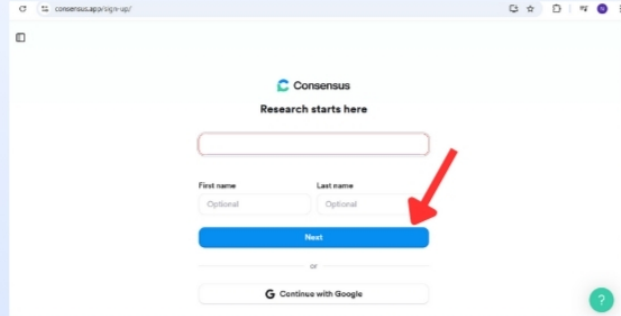 consensus.app/sign-up/
Consensus
Research starts here
First name Last name
Optional Optional
Next
or
G Continue with Google
?